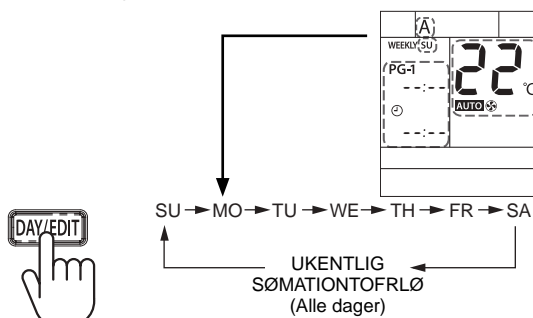 A
WEEKLY SU
PG-1
--:--
--:--
22 °C
AUTO
DAY/EDIT
SU → MO → TU → WE → TH → FR → SA
UKENTLIG
SØMATIONTOFRLØ
(Alle dager)